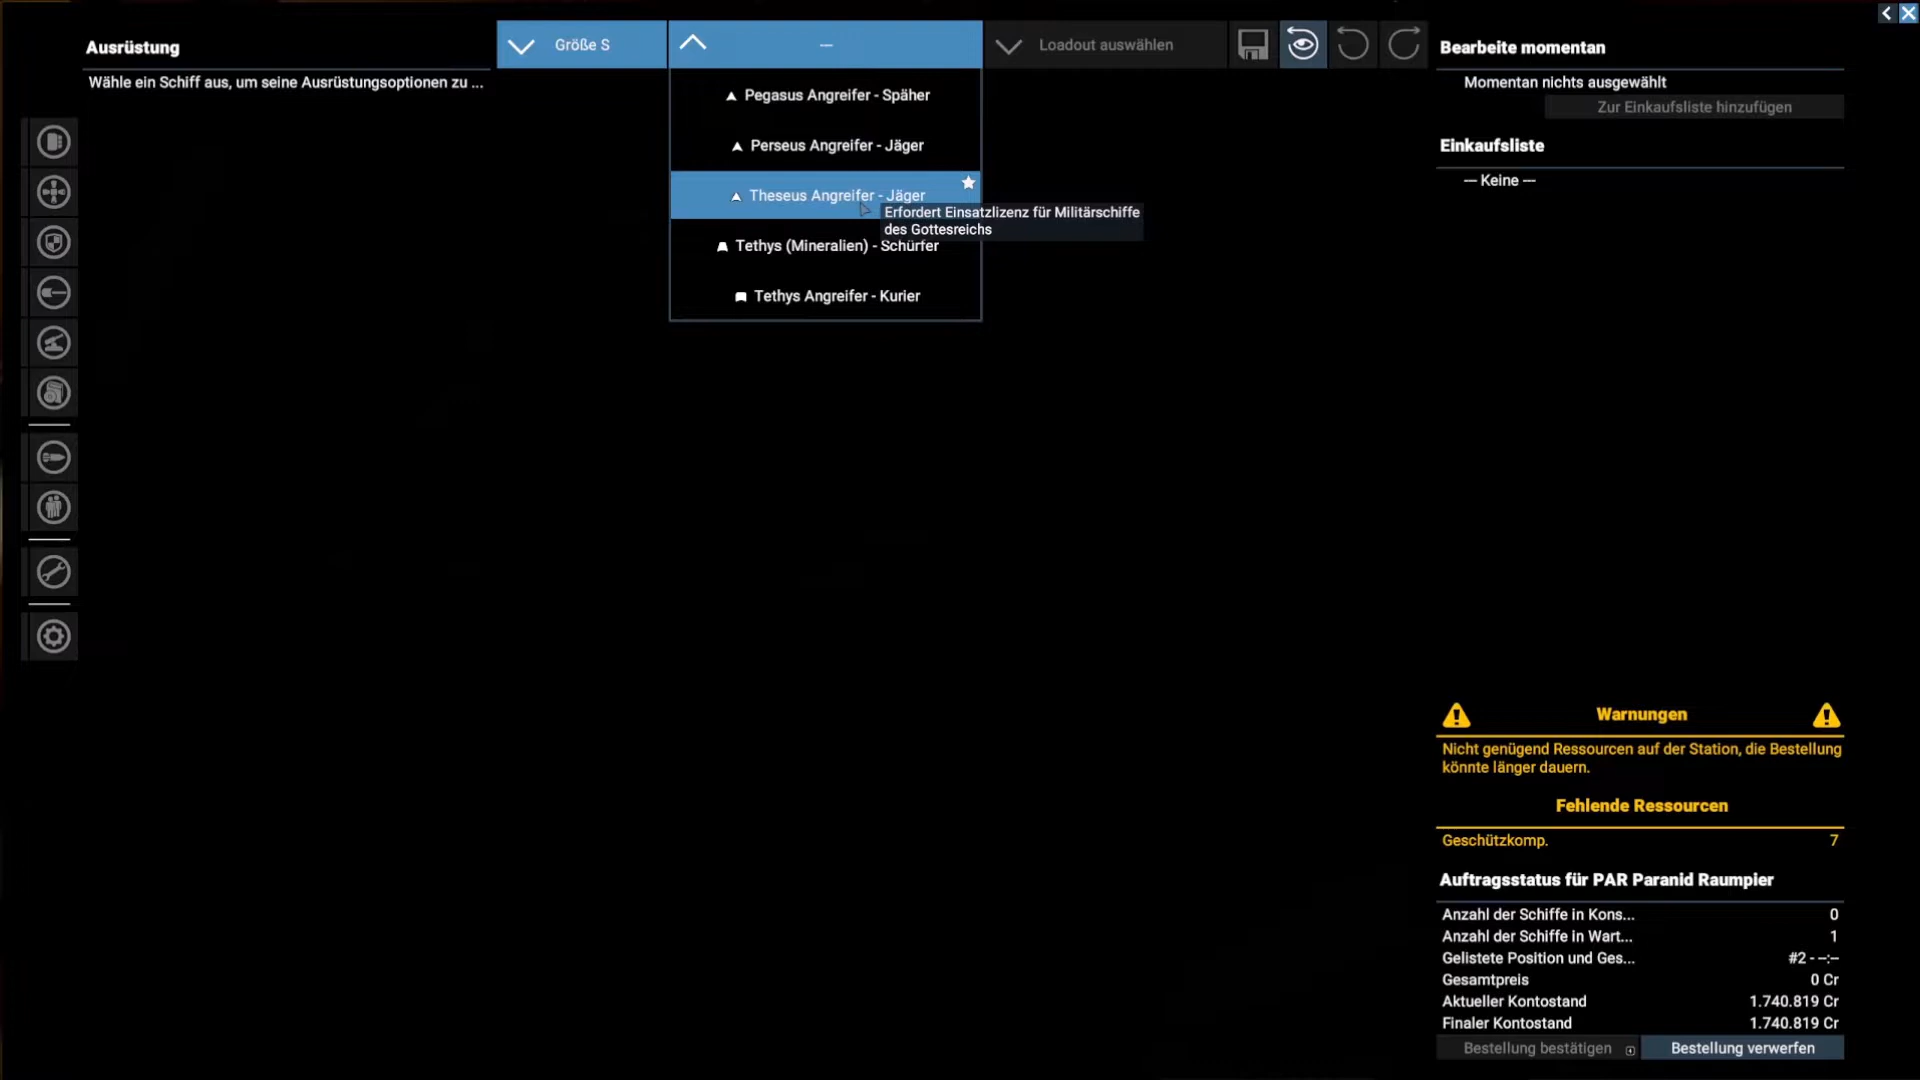 Ausrüstung
Wähle ein Schiff aus, um seine Ausrüstungsoptionen zu ...
Größe S
---
Loadout auswählen
Pegasus Angreifer - Späher
Perseus Angreifer - Jäger
Theseus Angreifer - Jäger
Erfordert Einsatzlizenz für Militärschiffe
des Gottesreichs
Tethys (Mineralien) - Schürfer
Tethys Angreifer - Kurier
Bearbeite momentan
Momentan nichts ausgewählt
Zur Einkaufsliste hinzufügen
Einkaufsliste
--- Keine ---
Warnungen
Nicht genügend Ressourcen auf der Station, die Bestellung
könnte länger dauern.
Fehlende Ressourcen
Geschützkomp. 7
Auftragsstatus für PAR Paranid Raumpier
Anzahl der Schiffe in Kons... 0
Anzahl der Schiffe in Wart... 1
Gelistete Position und Ges... #2 - --:--
Gesamtpreis 0 Cr
Aktueller Kontostand 1.740.819 Cr
Finaler Kontostand 1.740.819 Cr
Bestellung bestätigen
Bestellung verwerfen